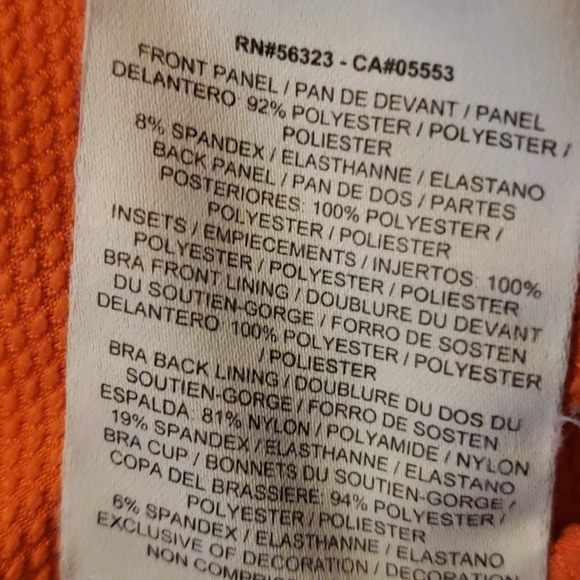 RN#56323 - CA#05553
FRONT PANEL / PAN DE DEVANT / PANEL
DELANTERO: 92% POLYESTER / POLYESTER /
POLIESTER
8% SPANDEX / ELASTHANNE / ELASTANO
BACK PANEL / PAN DE DOS / PARTES
POSTERIORES: 100% POLYESTER /
POLYESTER / POLIESTER
INSETS / EMPIECEMENTS / INJERTOS: 100%
POLYESTER / POLYESTER / POLIESTER
BRA FRONT LINING / DOUBLURE DU DEVANT
DU SOUTIEN-GORGE / FORRO DE SOSTEN
DELANTERO: 100% POLYESTER / POLYESTER
/ POLIESTER
BRA BACK LINING / DOUBLURE DU DOS DU
SOUTIEN-GORGE / FORRO DE SOSTEN
ESPALDA: 81% NYLON / POLYAMIDE / NYLON
19% SPANDEX / ELASTHANNE / ELASTANO
BRA CUP / BONNETS DU SOUTIEN-GORGE /
COPA DEL BRASSIERE: 94% POLYESTER /
POLYESTER / POLIESTER
6% SPANDEX / ELASTHANNE / ELASTANO
EXCLUSIVE OF DECORATION / DECORATION
NON